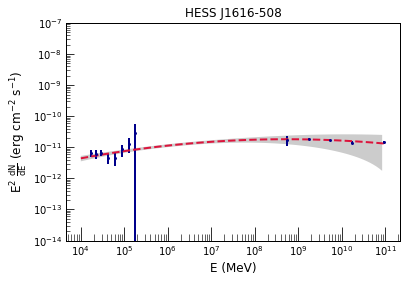 HESS J1616-508
10⁻⁷
10⁻⁸
10⁻⁹
10⁻¹⁰
10⁻¹¹
10⁻¹²
10⁻¹³
10⁻¹⁴
E² dN/dE (erg cm⁻² s⁻¹)
10⁴ 10⁵ 10⁶ 10⁷ 10⁸ 10⁹ 10¹⁰ 10¹¹
E (MeV)